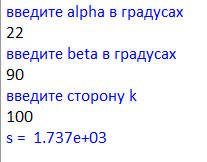 введите alpha в градусах
22
введите beta в градусах
90
введите сторону k
100
s =  1.737e+03